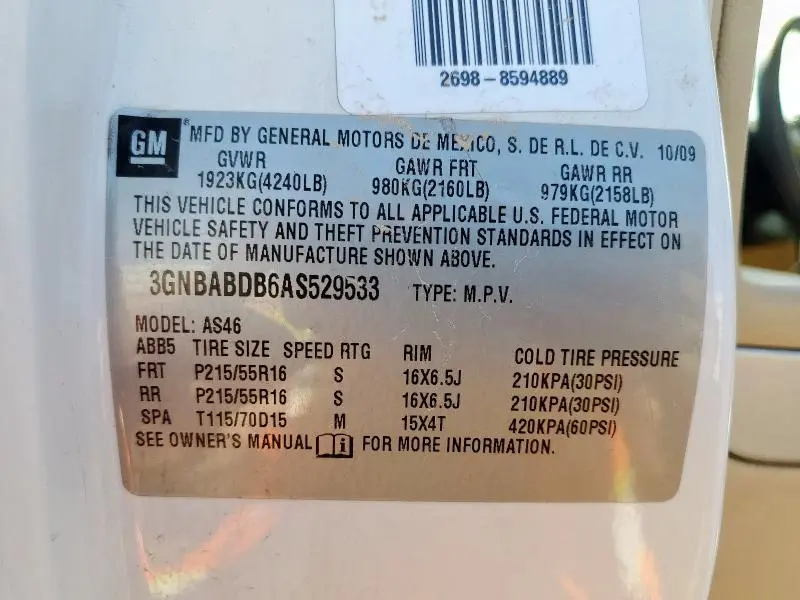 2698-8594889
GM ® MFD BY GENERAL MOTORS DE MEXICO, S. DE R.L. DE C.V. 10/09
GVWR GAWR FRT GAWR RR
1923KG(4240LB) 980KG(2160LB) 979KG(2158LB)
THIS VEHICLE CONFORMS TO ALL APPLICABLE U.S. FEDERAL MOTOR
VEHICLE SAFETY AND THEFT PREVENTION STANDARDS IN EFFECT ON
THE DATE OF MANUFACTURE SHOWN ABOVE.
3GNBABDB6AS529533 TYPE: M.P.V.
MODEL: AS46
ABB5 TIRE SIZE SPEED RTG RIM COLD TIRE PRESSURE
FRT P215/55R16 S 16X6.5J 210KPA(30PSI)
RR P215/55R16 S 16X6.5J 210KPA(30PSI)
SPA T115/70D15 M 15X4T 420KPA(60PSI)
SEE OWNER'S MANUAL i FOR MORE INFORMATION.